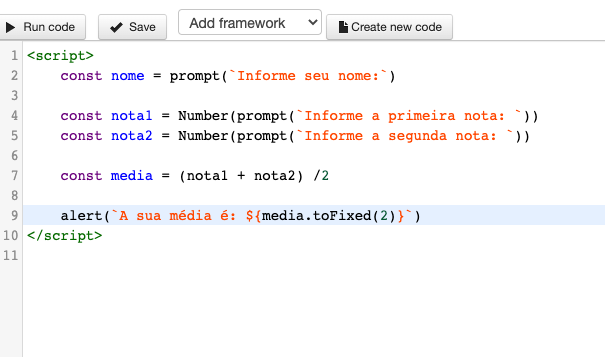 Run code Save Add framework Create new code
1 <script>
2 const nome = prompt(`Informe seu nome:`)
3
4 const nota1 = Number(prompt(`Informe a primeira nota: `))
5 const nota2 = Number(prompt(`Informe a segunda nota: `))
6
7 const media = (nota1 + nota2) /2
8
9 alert(`A sua média é: ${media.toFixed(2)}`)
10 </script>
11